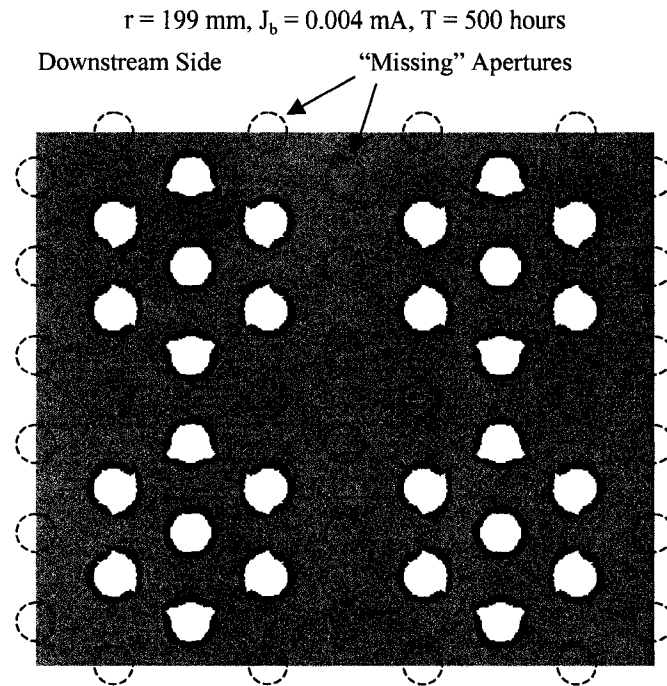 r = 199 mm, J_b = 0.004 mA, T = 500 hours
Downstream Side
“Missing” Apertures